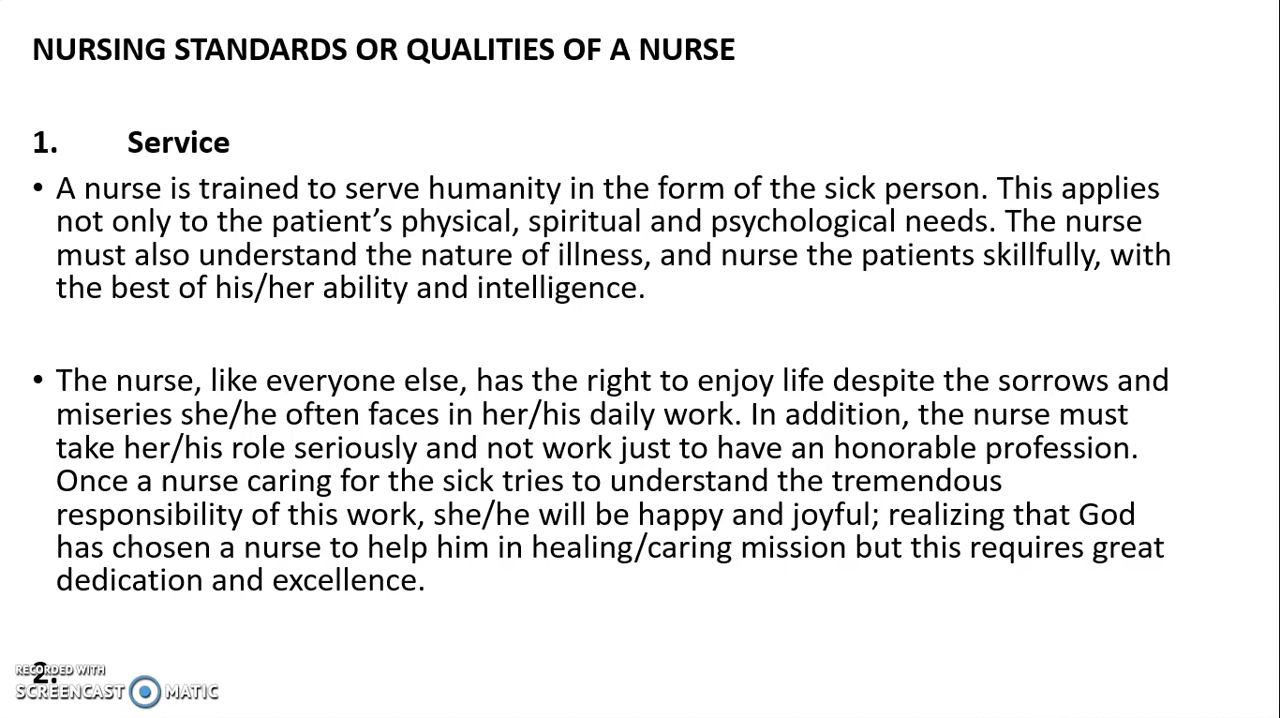 NURSING STANDARDS OR QUALITIES OF A NURSE
1. Service
• A nurse is trained to serve humanity in the form of the sick person. This applies
not only to the patient’s physical, spiritual and psychological needs. The nurse
must also understand the nature of illness, and nurse the patients skillfully, with
the best of his/her ability and intelligence.
• The nurse, like everyone else, has the right to enjoy life despite the sorrows and
miseries she/he often faces in her/his daily work. In addition, the nurse must
take her/his role seriously and not work just to have an honorable profession.
Once a nurse caring for the sick tries to understand the tremendous
responsibility of this work, she/he will be happy and joyful; realizing that God
has chosen a nurse to help him in healing/caring mission but this requires great
dedication and excellence.
2.
RECORDED WITH
SCREENCAST MATIC